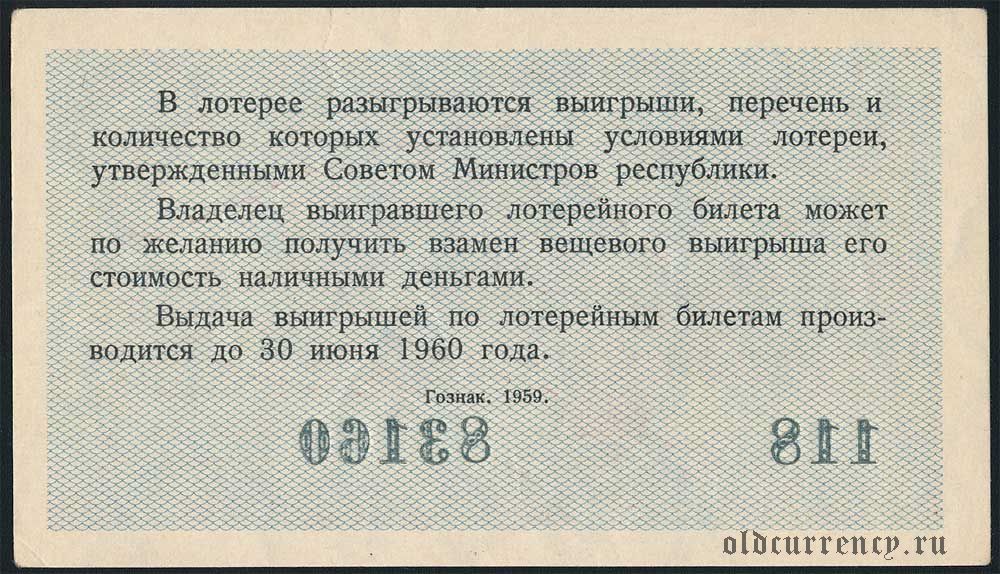 В лотерее разыгрываются выигрыши, перечень и
количество которых установлены условиями лотереи,
утвержденными Советом Министров республики.
Владелец выигравшего лотерейного билета может
по желанию получить взамен вещевого выигрыша его
стоимость наличными деньгами.
Выдача выигрышей по лотерейным билетам произ-
водится до 30 июня 1960 года.
Гознак. 1959.
83160 118
oldcurrency.ru